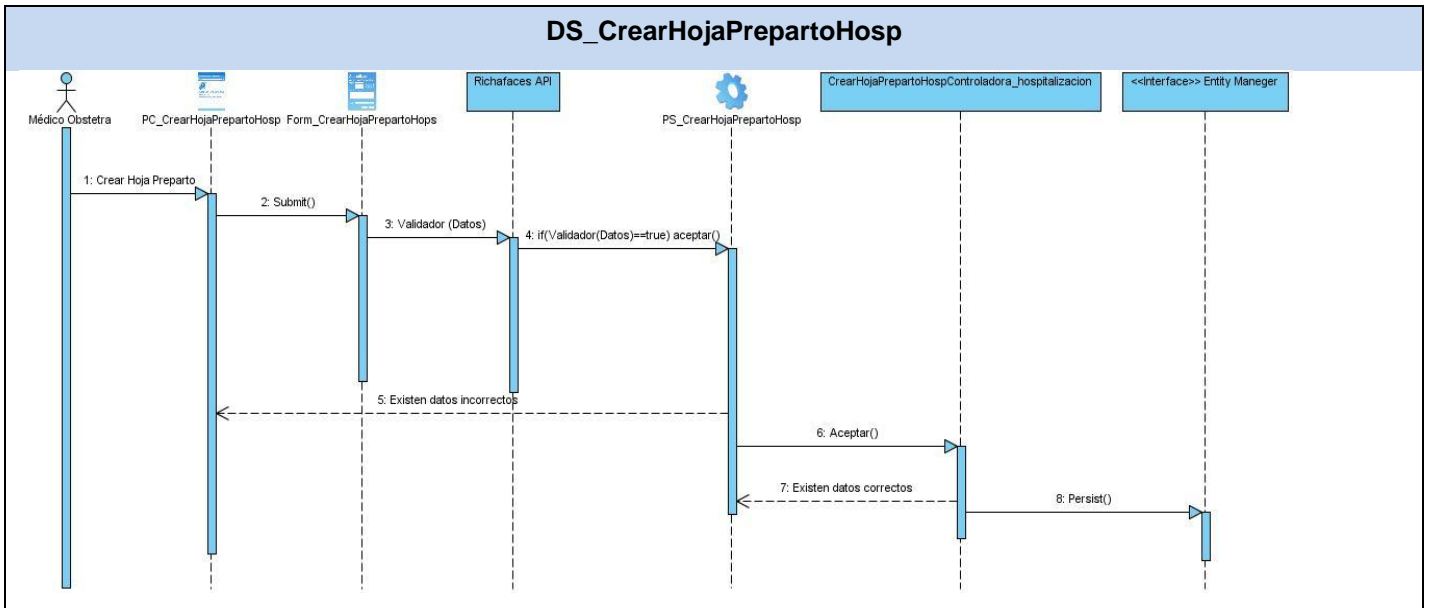 DS_CrearHojaPrepartoHosp
Médico Obstetra
PC_CrearHojaPrepartoHosp
Form_CrearHojaPrepartoHops
Richafaces API
PS_CrearHojaPrepartoHosp
CrearHojaPrepartoHospControladora_hospitalizacion
<<Interface>> Entity Maneger
1: Crear Hoja Preparto
2: Submit()
3: Validador (Datos)
4: if(Validador(Datos)==true) aceptar()
5: Existen datos incorrectos
6: Aceptar()
7: Existen datos correctos
8: Persist()